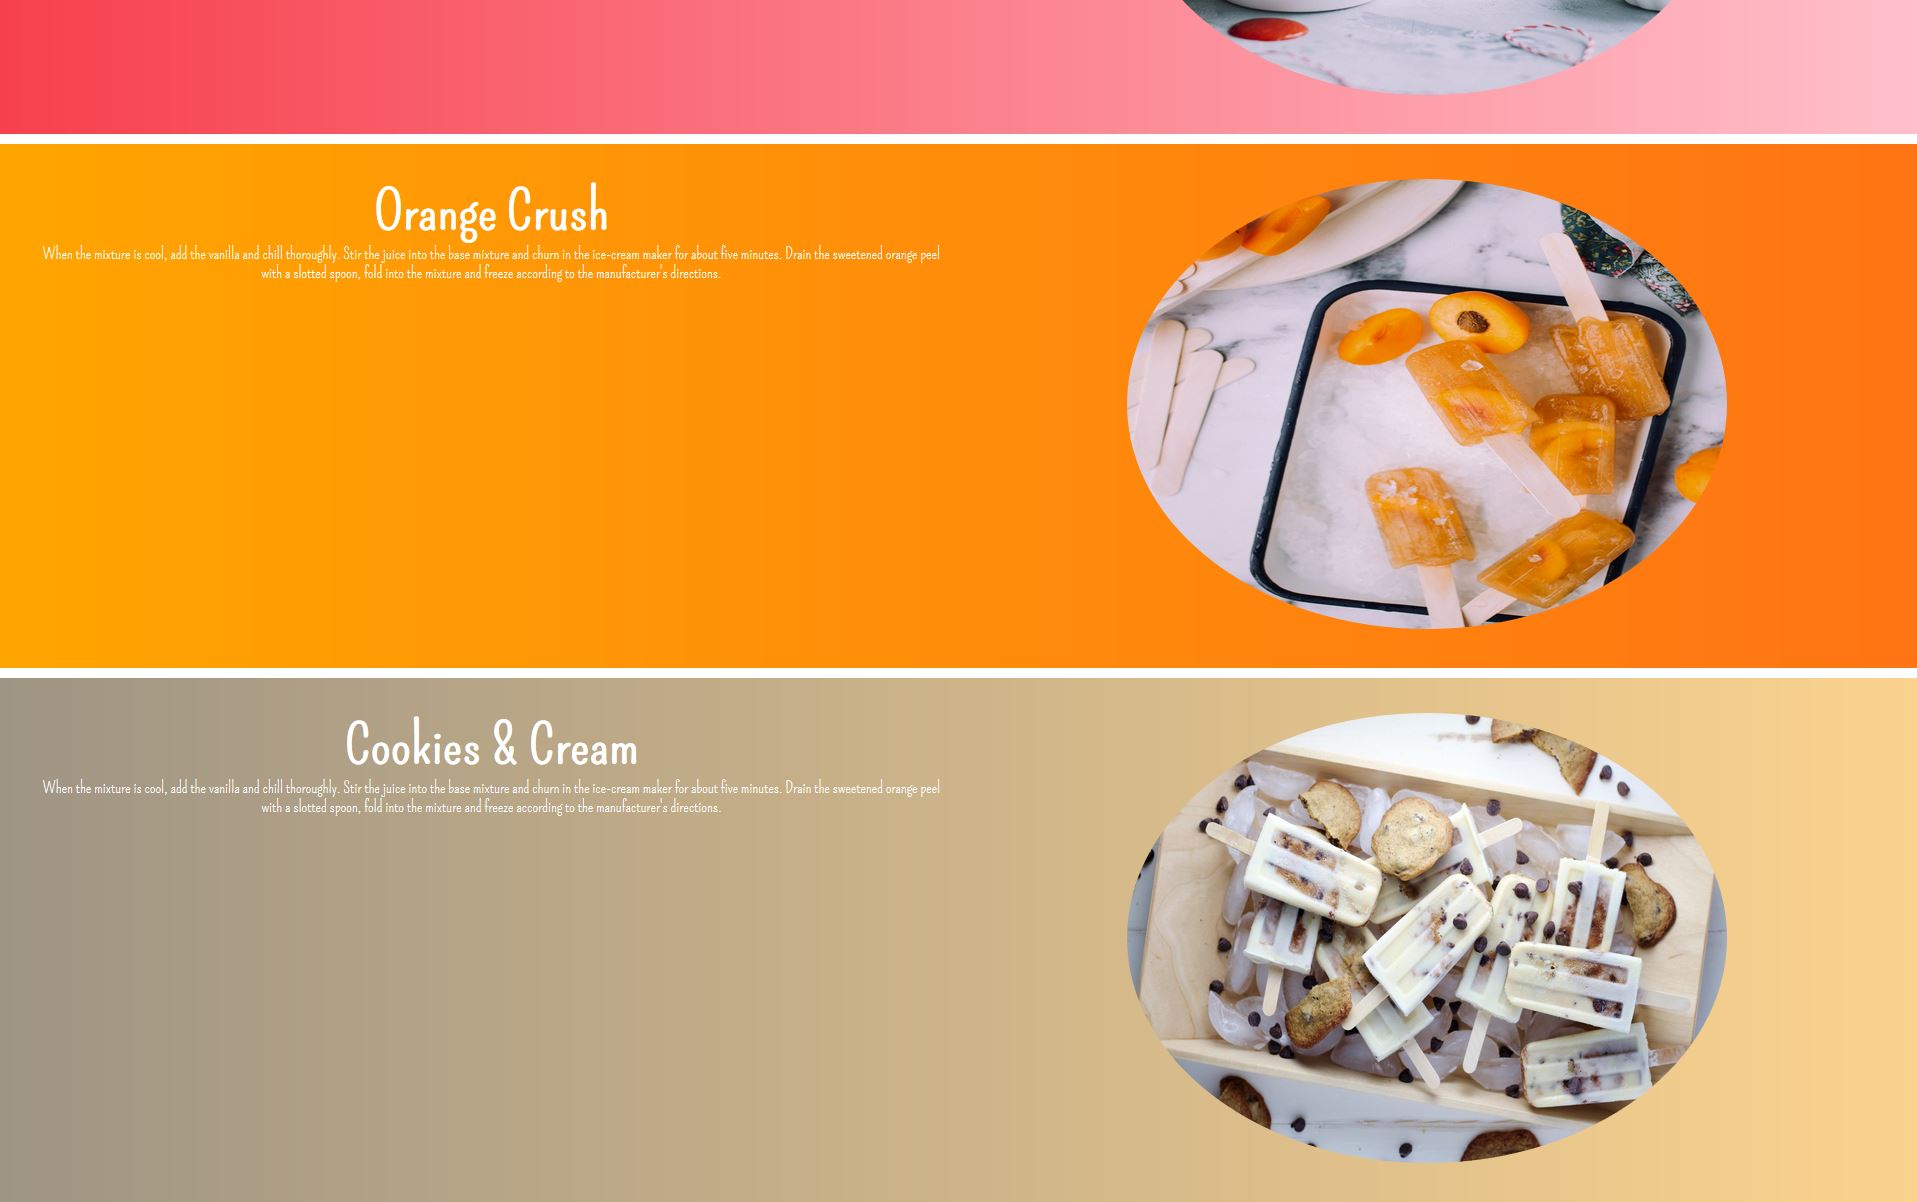 Orange Crush
When the mixture is cool, add the vanilla and chill thoroughly. Stir the juice into the base mixture and churn in the ice-cream maker for about five minutes. Drain the sweetened orange peel
with a slotted spoon, fold into the mixture and freeze according to the manufacturer's directions.
Cookies & Cream
When the mixture is cool, add the vanilla and chill thoroughly. Stir the juice into the base mixture and churn in the ice-cream maker for about five minutes. Drain the sweetened orange peel
with a slotted spoon, fold into the mixture and freeze according to the manufacturer's directions.